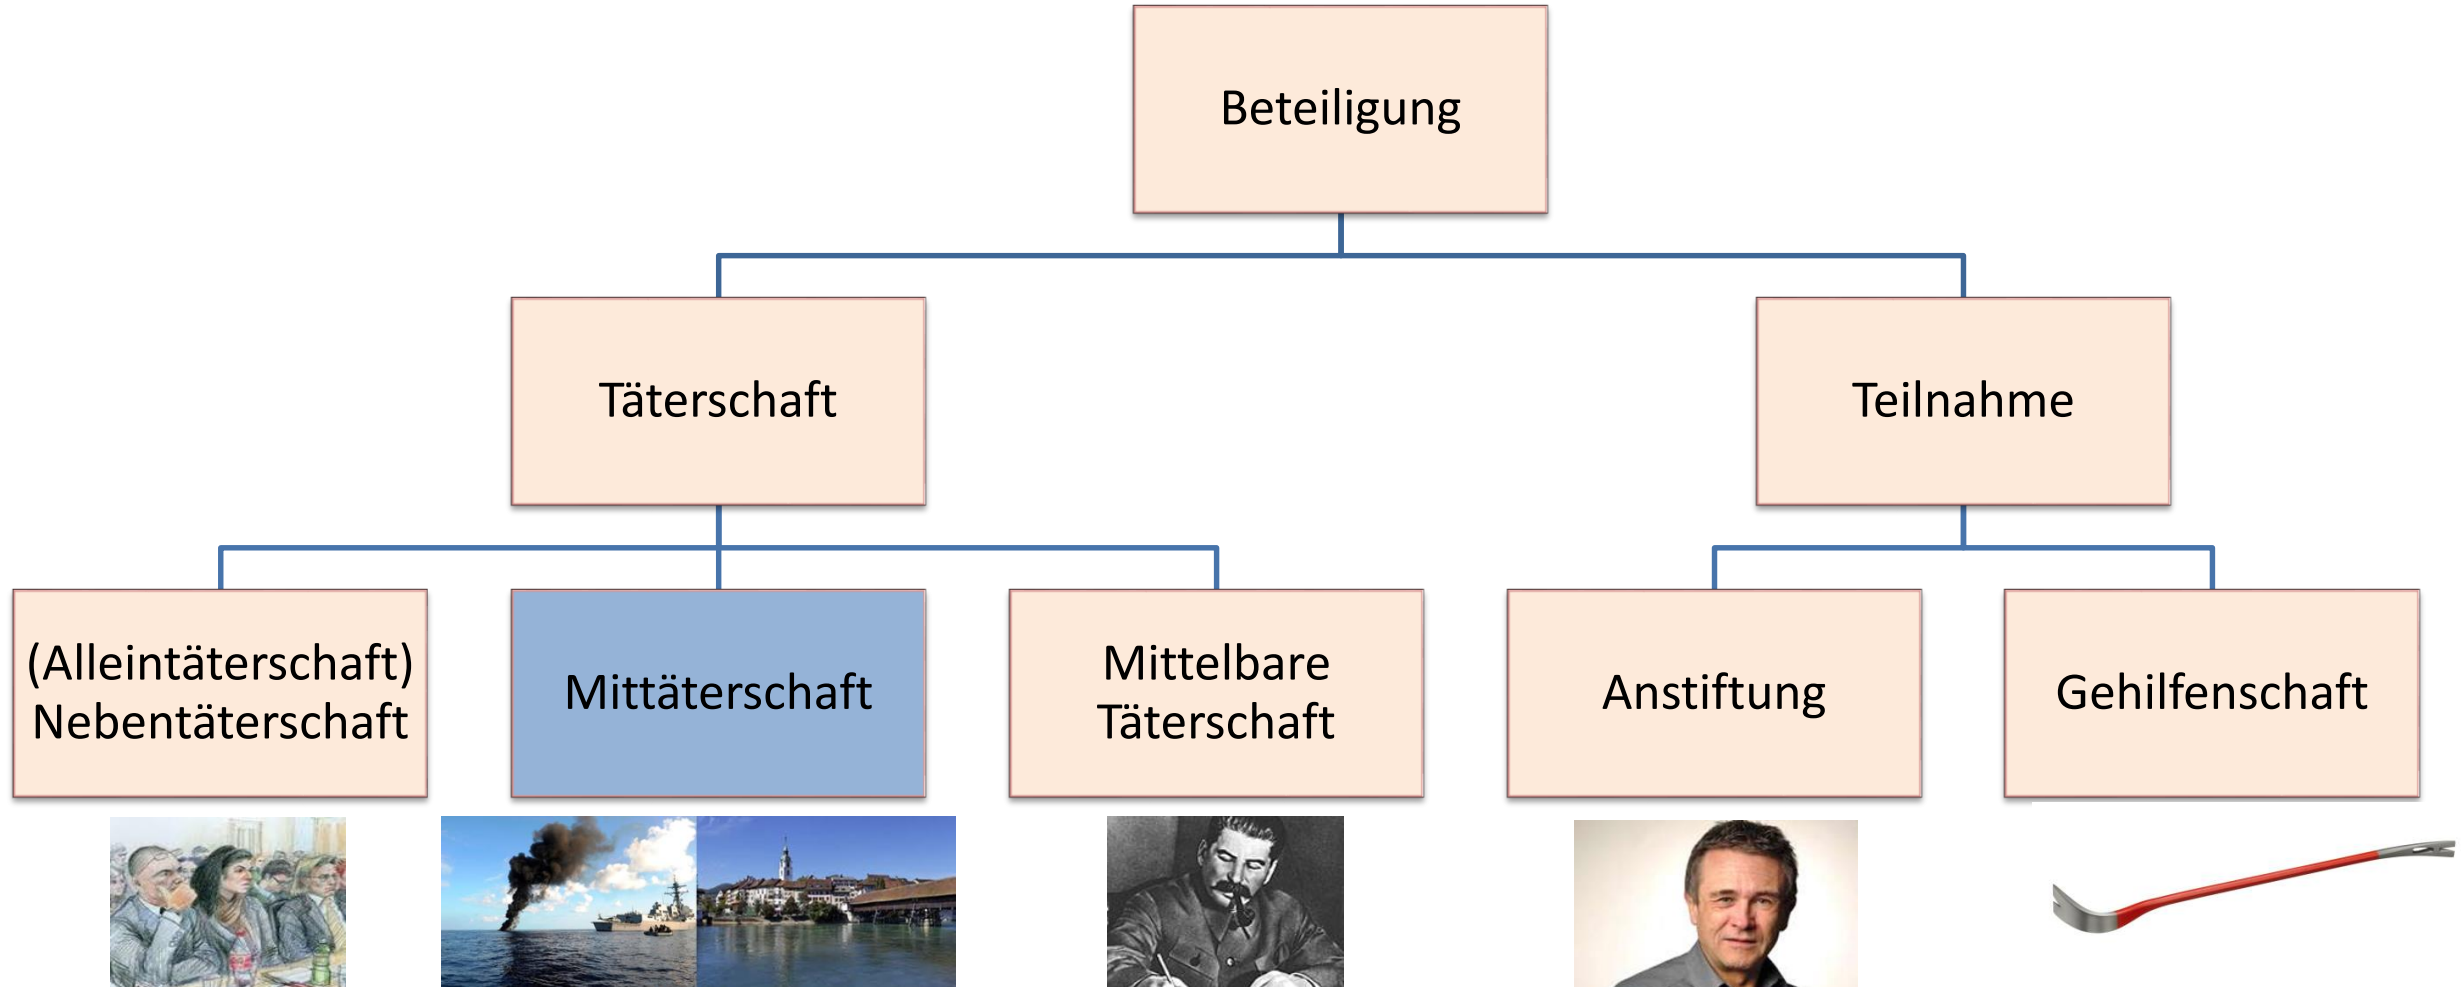 Beteiligung
Täterschaft
Teilnahme
(Alleintäterschaft)
Nebentäterschaft
Mittäterschaft
Mittelbare
Täterschaft
Anstiftung
Gehilfenschaft